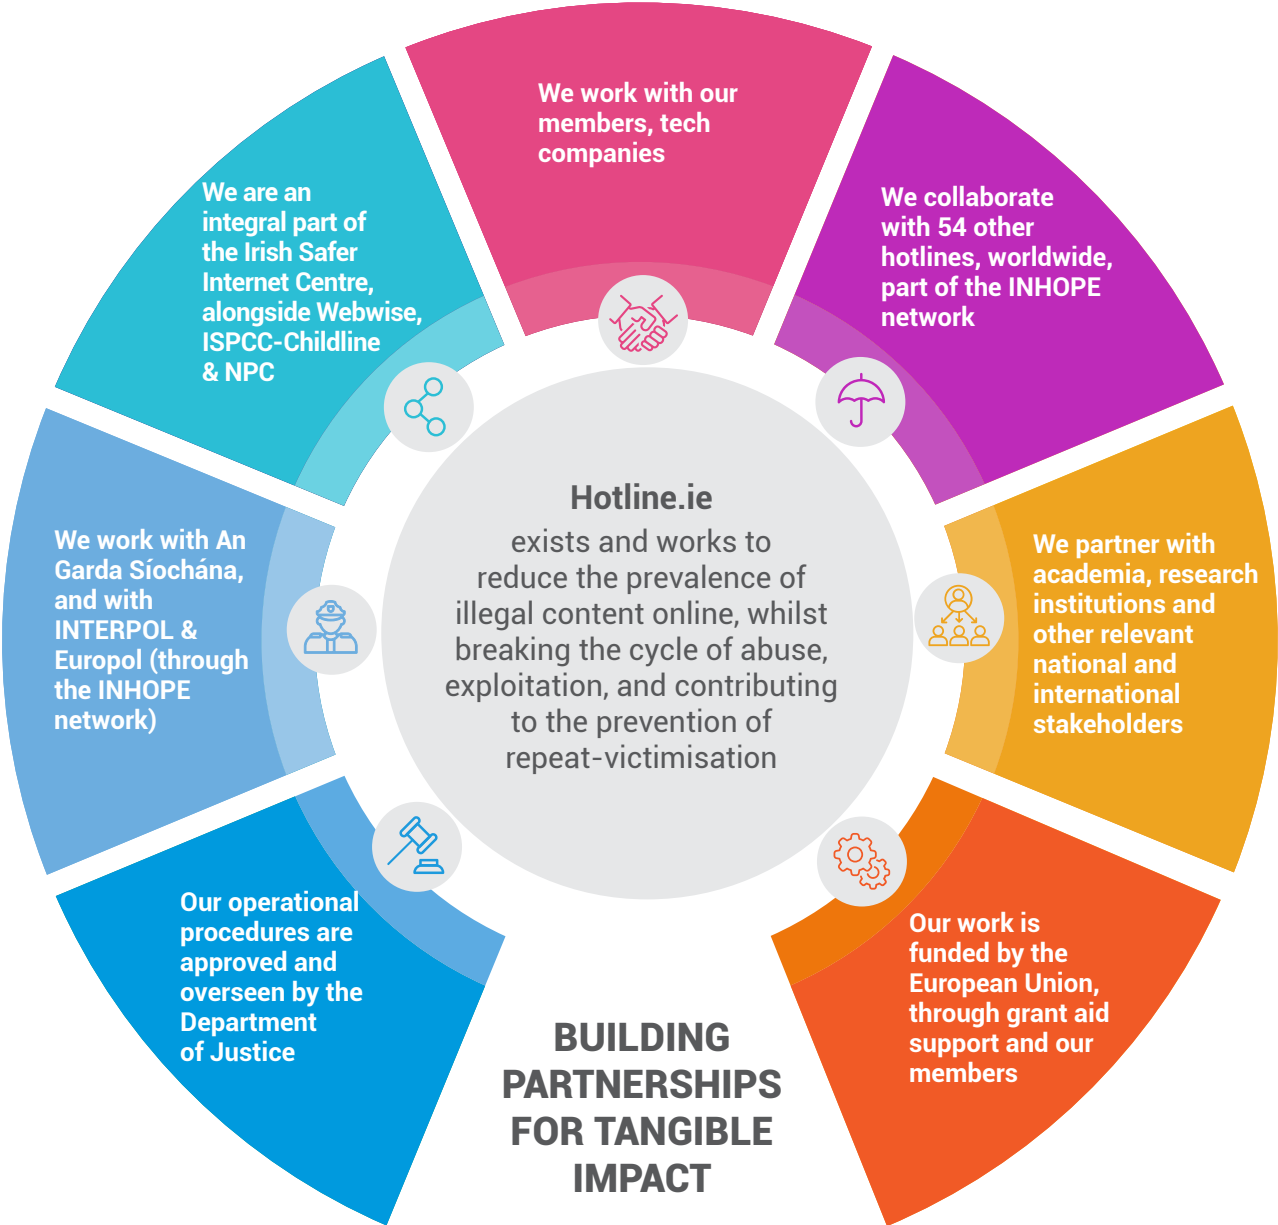 We work with our
members, tech
companies
We are an
integral part of
the Irish Safer
Internet Centre,
alongside Webwise,
ISPCC-Childline
& NPC
We collaborate
with 54 other
hotlines, worldwide,
part of the INHOPE
network
We work with An
Garda Síochána,
and with
INTERPOL &
Europol (through
the INHOPE
network)
Hotline.ie
exists and works to
reduce the prevalence of
illegal content online, whilst
breaking the cycle of abuse,
exploitation, and contributing
to the prevention of
repeat-victimisation
We partner with
academia, research
institutions and
other relevant
national and
international
stakeholders
Our operational
procedures are
approved and
overseen by the
Department
of Justice
Our work is
funded by the
European Union,
through grant aid
support and our
members
BUILDING
PARTNERSHIPS
FOR TANGIBLE
IMPACT